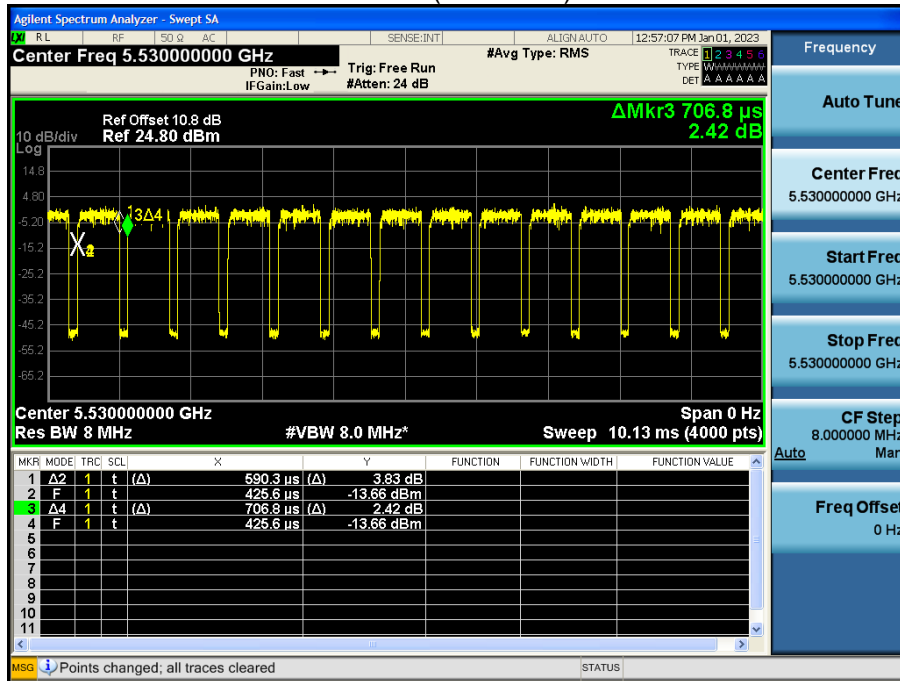 Agilent Spectrum Analyzer - Swept SA
LXI RL RF 50 Ω AC SENSE:INT ALIGN AUTO 12:57:07 PM Jan 01, 2023
Center Freq 5.530000000 GHz
PNO: Fast
IFGain:Low
Trig: Free Run
#Atten: 24 dB
#Avg Type: RMS
TRACE 1 2 3 4 5 6
TYPE WWWWWW
DET A A A A A A
Frequency
Auto Tune
Center Freq
5.530000000 GHz
Start Freq
5.530000000 GHz
Stop Freq
5.530000000 GHz
CF Step
8.000000 MHz
Auto Man
Freq Offset
0 Hz
ΔMkr3 706.8 µs
2.42 dB
Ref Offset 10.8 dB
10 dB/div Ref 24.80 dBm
Log
14.8
4.80
-5.20
-15.2
-25.2
-35.2
-45.2
-55.2
-65.2
3Δ4
Center 5.530000000 GHz Span 0 Hz
Res BW 8 MHz #VBW 8.0 MHz* Sweep 10.13 ms (4000 pts)
MKR MODE TRC SCL X Y FUNCTION FUNCTION WIDTH FUNCTION VALUE
1 Δ2 1 t (Δ) 590.3 µs (Δ) 3.83 dB
2 F 1 t 425.6 µs -13.66 dBm
3 Δ4 1 t (Δ) 706.8 µs (Δ) 2.42 dB
4 F 1 t 425.6 µs -13.66 dBm
5
6
7
8
9
10
11
MSG Points changed; all traces cleared STATUS